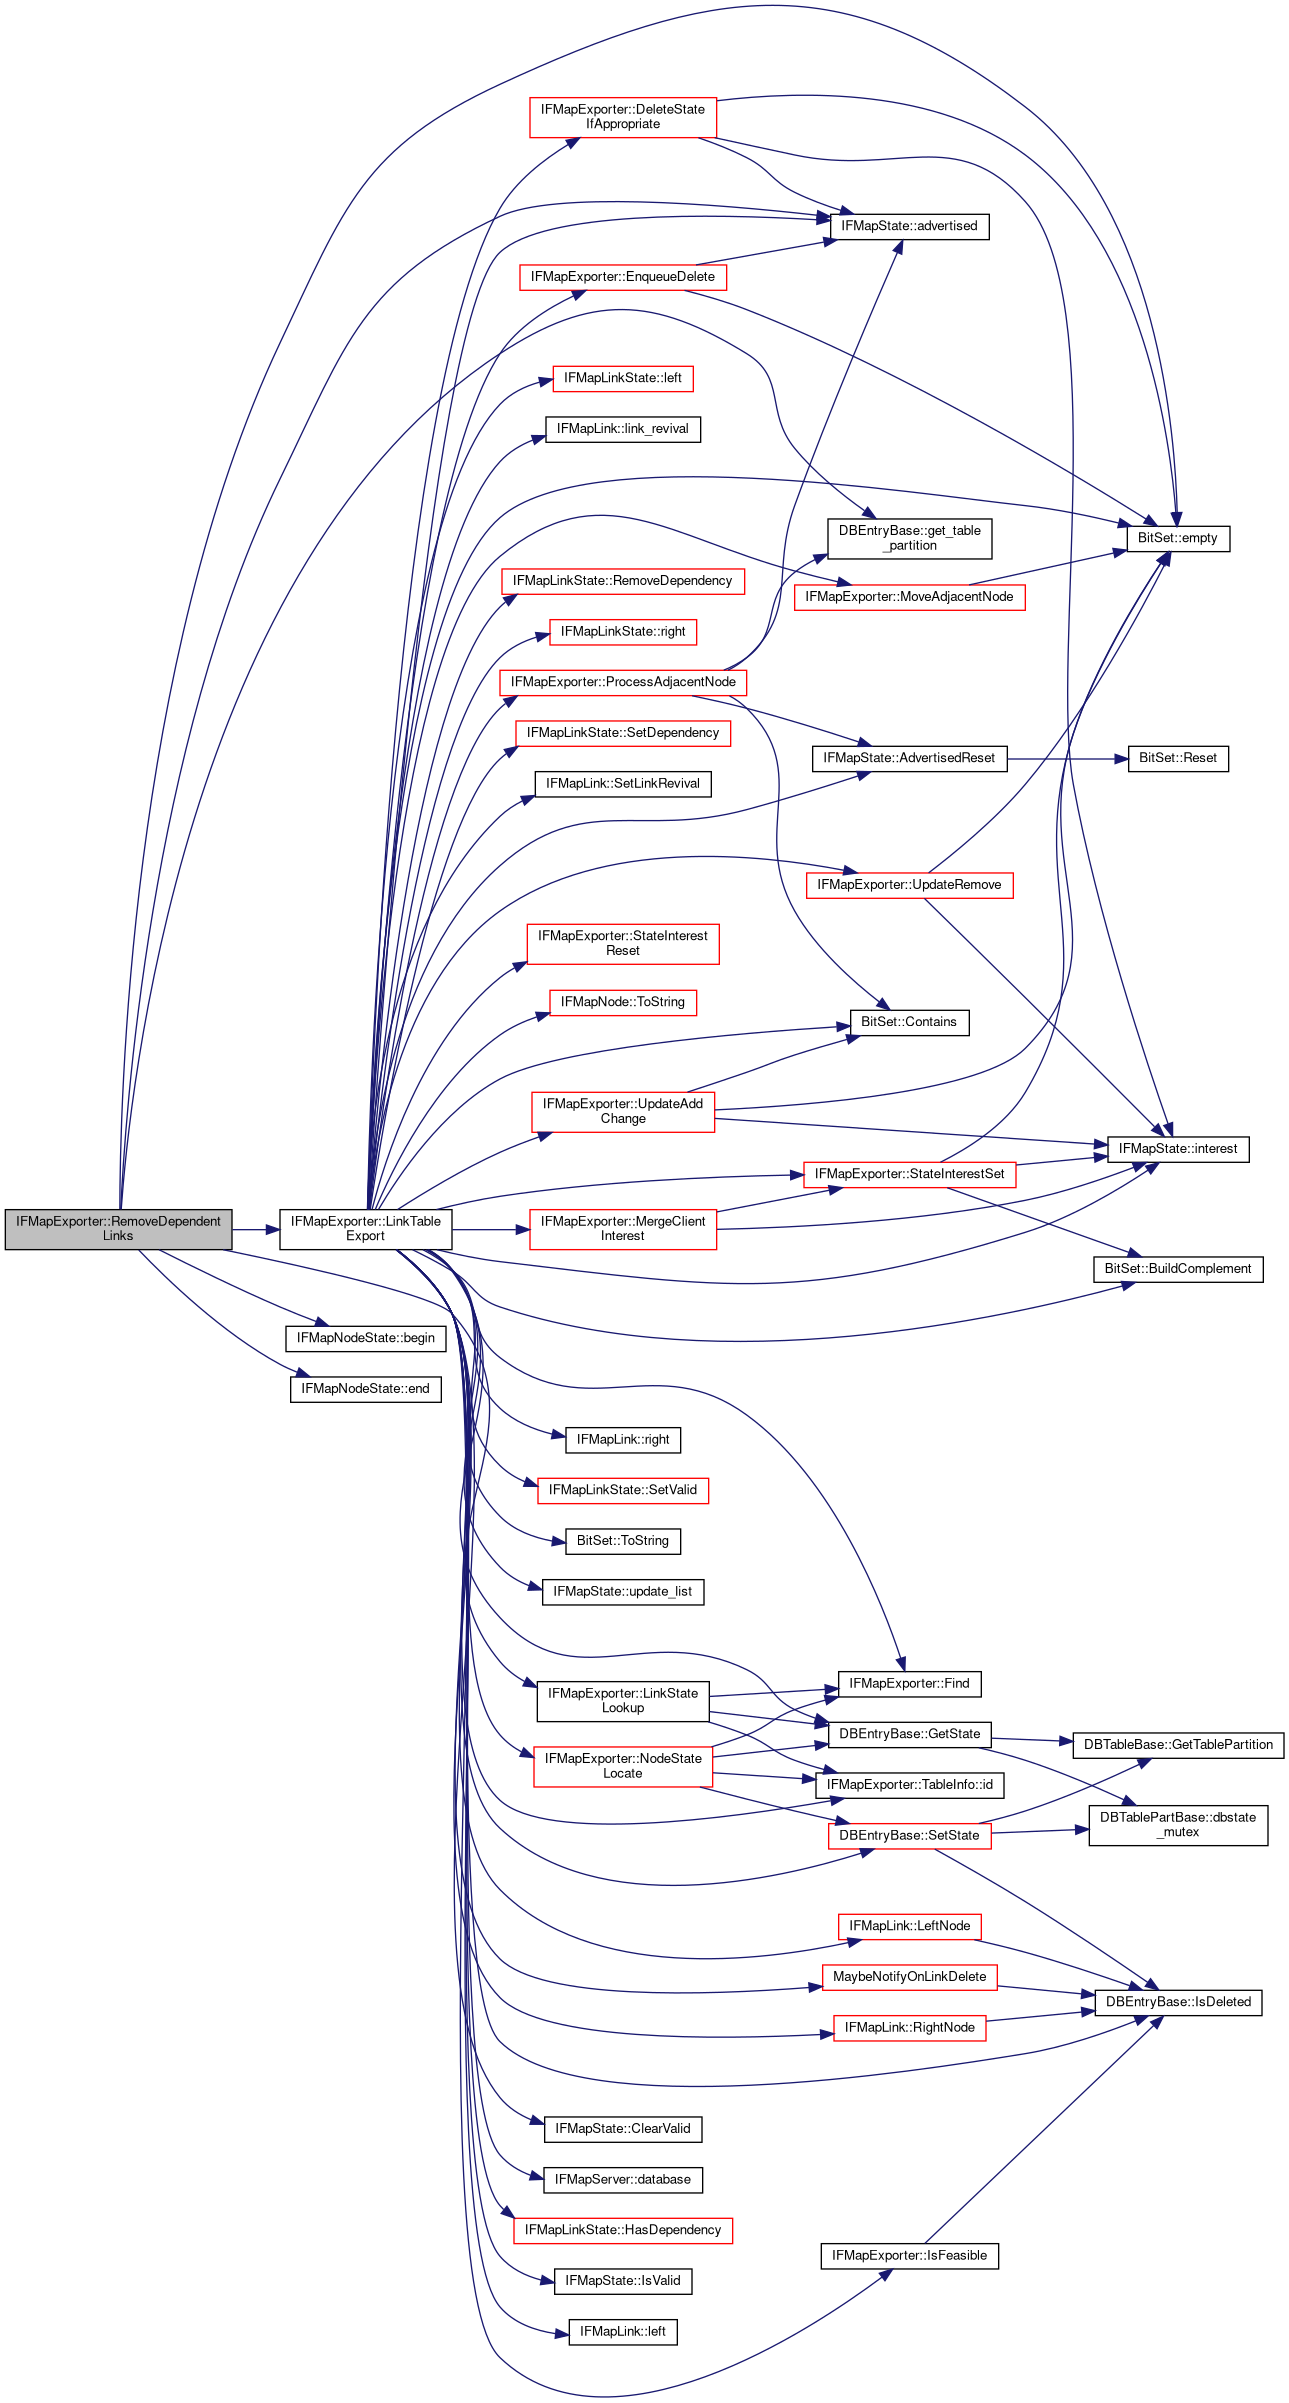 IFMapExporter::DeleteState
IfAppropriate
IFMapState::advertised
IFMapExporter::EnqueueDelete
IFMapLinkState::left
IFMapLink::link_revival
DBEntryBase::get_table
_partition
BitSet::empty
IFMapLinkState::RemoveDependency
IFMapExporter::MoveAdjacentNode
IFMapLinkState::right
IFMapExporter::ProcessAdjacentNode
IFMapLinkState::SetDependency
IFMapState::AdvertisedReset
BitSet::Reset
IFMapLink::SetLinkRevival
IFMapExporter::UpdateRemove
IFMapExporter::StateInterest
Reset
IFMapNode::ToString
BitSet::Contains
IFMapExporter::UpdateAdd
Change
IFMapState::interest
IFMapExporter::StateInterestSet
IFMapExporter::RemoveDependent
Links
IFMapExporter::LinkTable
Export
IFMapExporter::MergeClient
Interest
BitSet::BuildComplement
IFMapNodeState::begin
IFMapNodeState::end
IFMapLink::right
IFMapLinkState::SetValid
BitSet::ToString
IFMapState::update_list
IFMapExporter::Find
IFMapExporter::LinkState
Lookup
DBEntryBase::GetState
DBTableBase::GetTablePartition
IFMapExporter::NodeState
Locate
IFMapExporter::TableInfo::id
DBTablePartBase::dbstate
_mutex
DBEntryBase::SetState
IFMapLink::LeftNode
MaybeNotifyOnLinkDelete
DBEntryBase::IsDeleted
IFMapLink::RightNode
IFMapState::ClearValid
IFMapServer::database
IFMapLinkState::HasDependency
IFMapExporter::IsFeasible
IFMapState::IsValid
IFMapLink::left